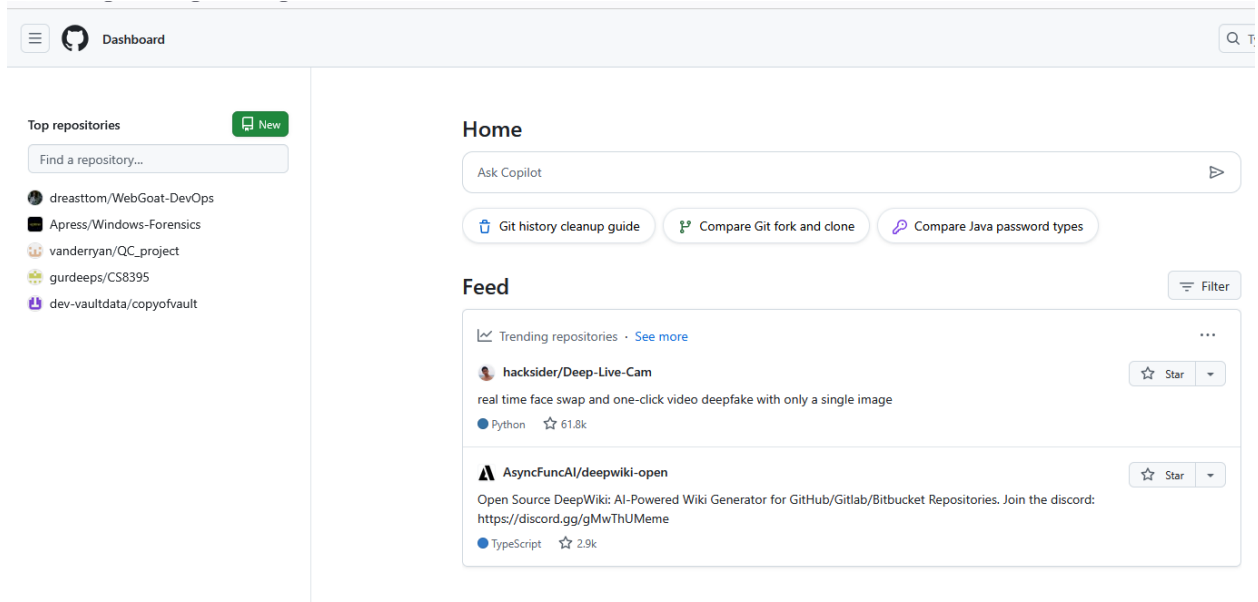 Dashboard
Top repositories
New
Find a repository...
dreasttom/WebGoat-DevOps
Apress/Windows-Forensics
vanderryan/QC_project
gurdeeps/CS8395
dev-vaultdata/copyofvault
Home
Ask Copilot
Git history cleanup guide
Compare Git fork and clone
Compare Java password types
Feed
Filter
Trending repositories · See more
hacksider/Deep-Live-Cam
Star
real time face swap and one-click video deepfake with only a single image
Python 61.8k
AsyncFuncAI/deepwiki-open
Star
Open Source DeepWiki: AI-Powered Wiki Generator for GitHub/Gitlab/Bitbucket Repositories. Join the discord:
https://discord.gg/gMwThUMeme
TypeScript 2.9k